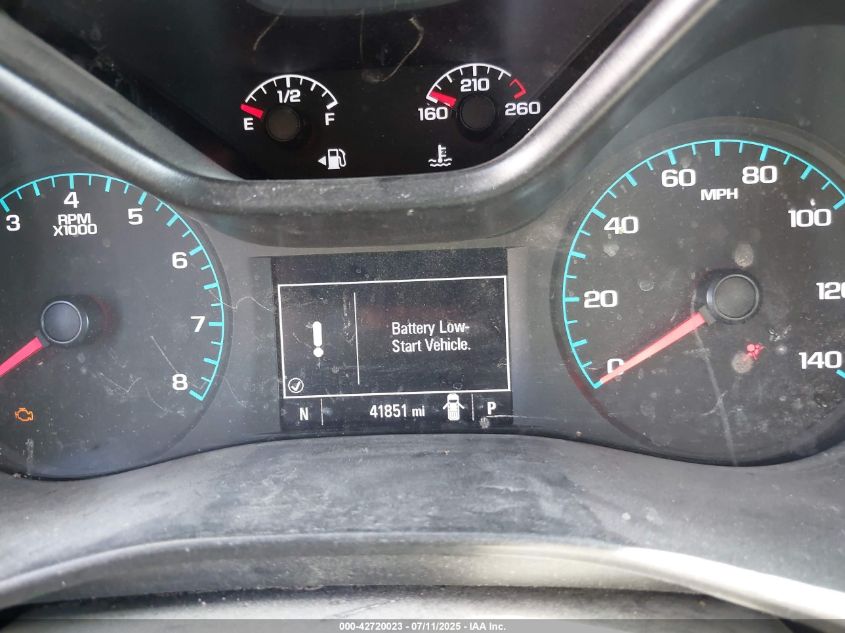 1/2
E F
210
160 260
3 4 5 6 7 8
RPM
X1000
0 20 40 60 80 100 120 140
MPH
Battery Low-
Start Vehicle.
N 41851 mi P
000-42720023 - 07/11/2025 - IAA Inc.